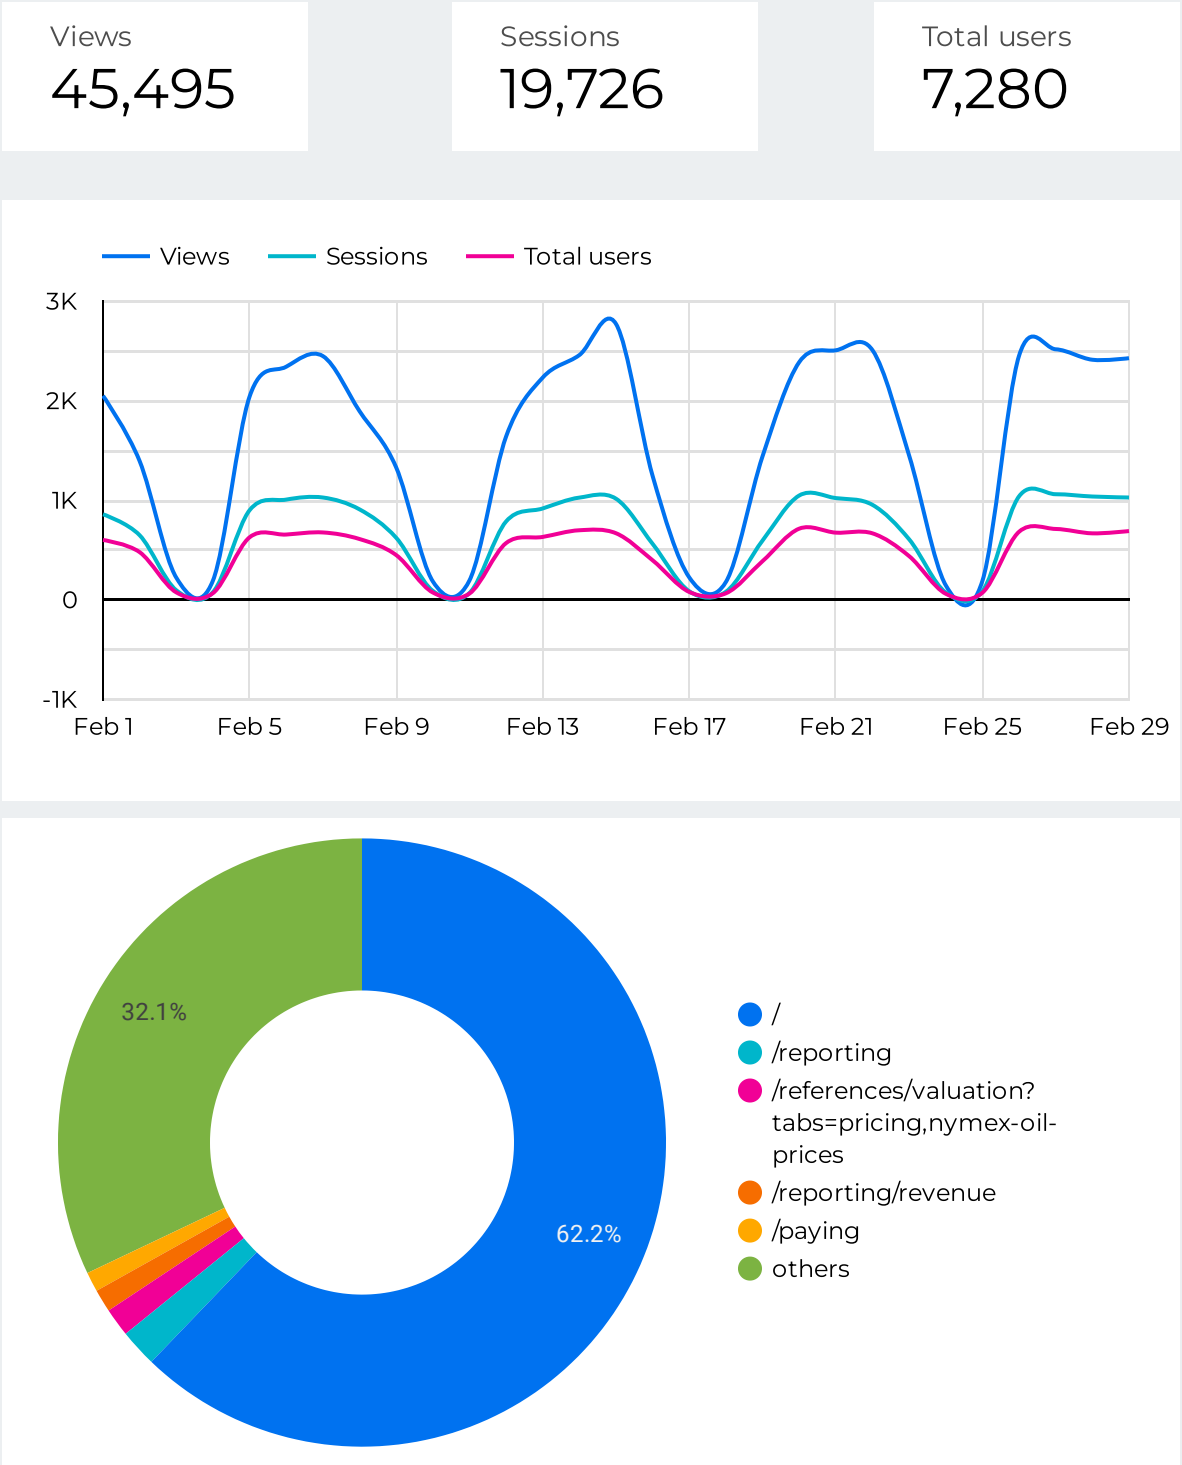 Views
45,495
Sessions
19,726
Total users
7,280
Views
Sessions
Total users
3K
2K
1K
0
-1K
Feb 1
Feb 5
Feb 9
Feb 13
Feb 17
Feb 21
Feb 25
Feb 29
32.1%
62.2%
/
/reporting
/references/valuation?
tabs=pricing,nymex-oil-
prices
/reporting/revenue
/paying
others